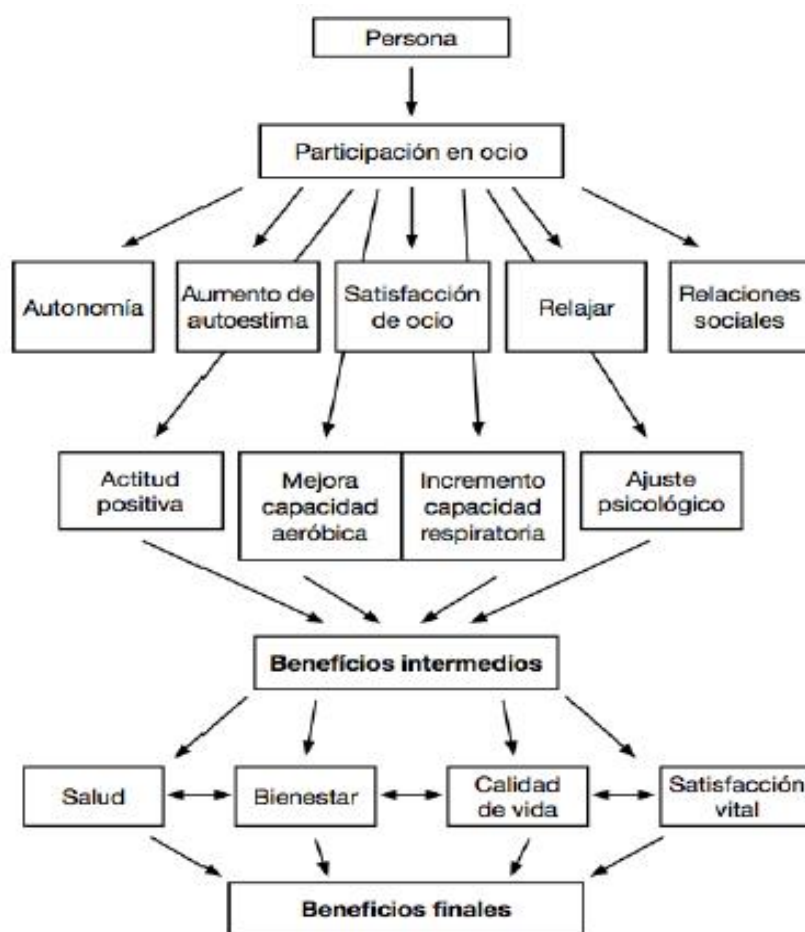 Persona
Participación en ocio
Autonomía
Aumento de
autoestima
Satisfacción
de ocio
Relajar
Relaciones
sociales
Actitud
positiva
Mejora
capacidad
aeróbica
Incremento
capacidad
respiratoria
Ajuste
psicológico
Beneficios intermedios
Salud
Bienestar
Calidad
de vida
Satisfacción
vital
Beneficios finales